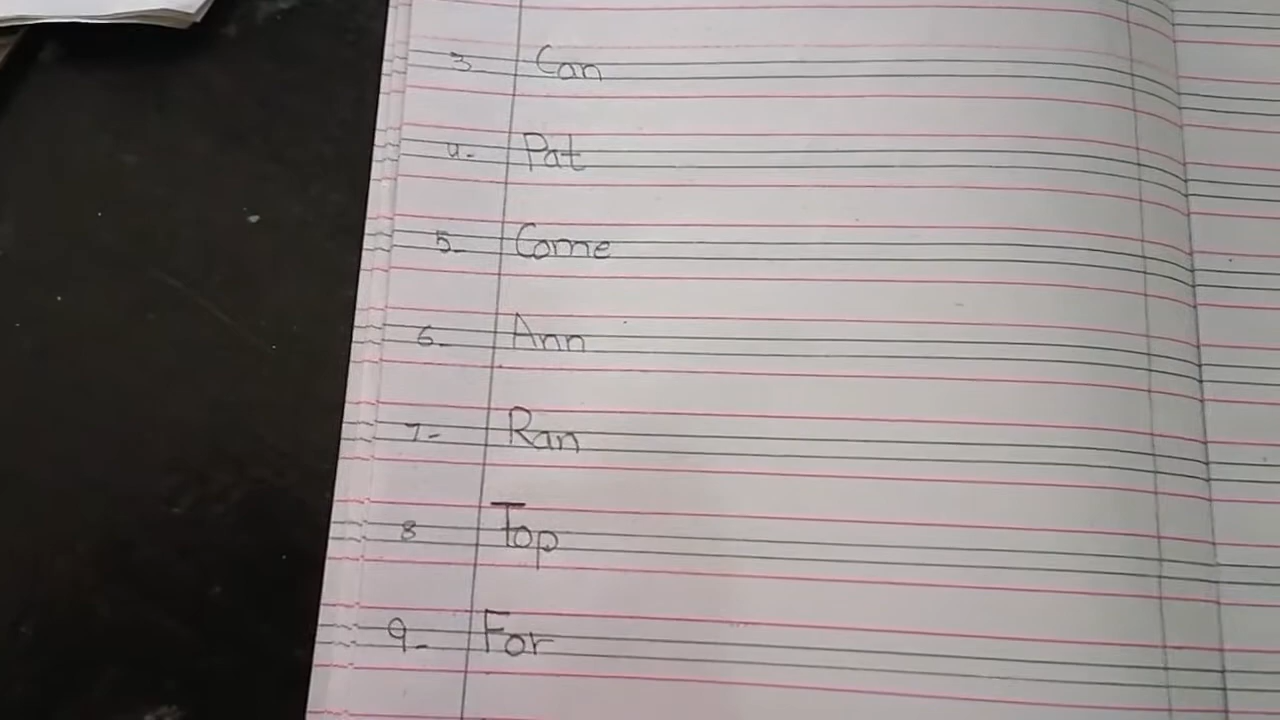 3- Can
4- Pat
5- Come
6- Ann
7- Ran
8 Top
9- For